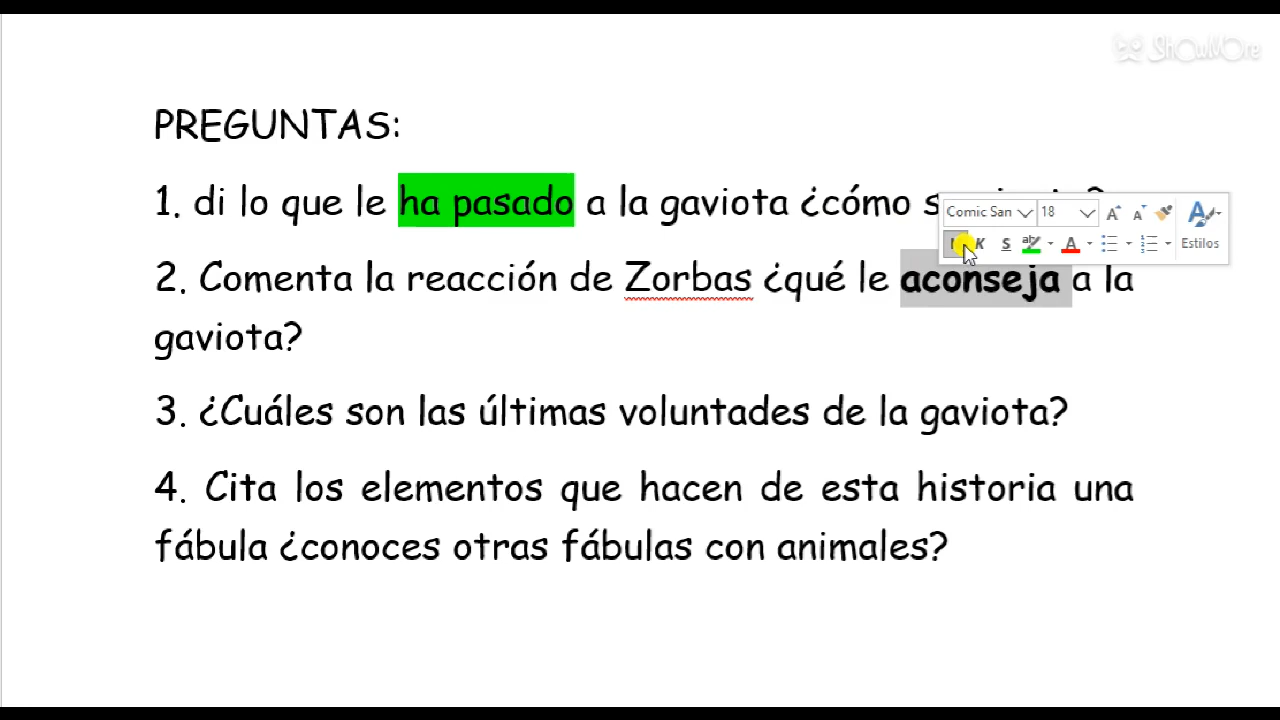 ShOwMOre
PREGUNTAS:
1. di lo que le ha pasado a la gaviota ¿cómo
Comic San 18
K S Estilos
2. Comenta la reacción de Zorbas ¿qué le aconseja a la
gaviota?
3. ¿Cuáles son las últimas voluntades de la gaviota?
4. Cita los elementos que hacen de esta historia una
fábula ¿conoces otras fábulas con animales?